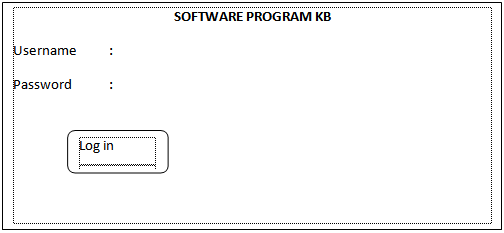 SOFTWARE PROGRAM KB
Username :
Password :
Log in